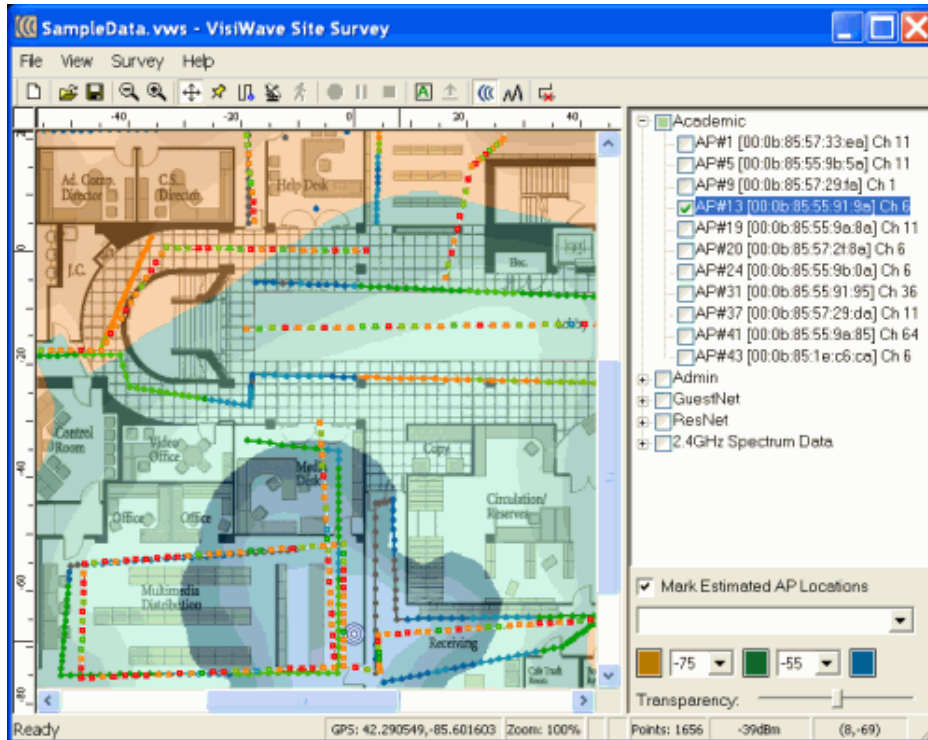 SampleData.vws - VisiWave Site Survey
File View Survey Help
-40 -20 0 20 40
Academic
AP#1 [00:0b:85:57:33:ea] Ch 11
AP#5 [00:0b:85:55:9b:5a] Ch 11
AP#9 [00:0b:85:57:29:fa] Ch 1
AP#13 [00:0b:85:55:91:9a] Ch 6
AP#19 [00:0b:85:55:9a:8a] Ch 11
AP#20 [00:0b:85:57:2f:8a] Ch 6
AP#24 [00:0b:85:55:9b:0a] Ch 6
AP#31 [00:0b:85:55:91:95] Ch 36
AP#37 [00:0b:85:57:29:da] Ch 11
AP#41 [00:0b:85:55:9a:85] Ch 64
AP#43 [00:0b:85:1e:c6:ca] Ch 6
Admin
GuestNet
ResNet
2.4GHz Spectrum Data
Ad. Comp.
Director
C.S.
Director
Help Desk
J.C.
Elec.
0
-20
-60
-80
Control
Room
Video
Office
Media
Desk
Copy
Office Office
Circulation/
Reserves
Multimedia
Distribution
Receiving
Room
Mark Estimated AP Locations
-75 -55
Transparency:
Ready GPS: 42.290549,-85.601603 Zoom: 100% Points: 1656 -39dBm (8,-69)